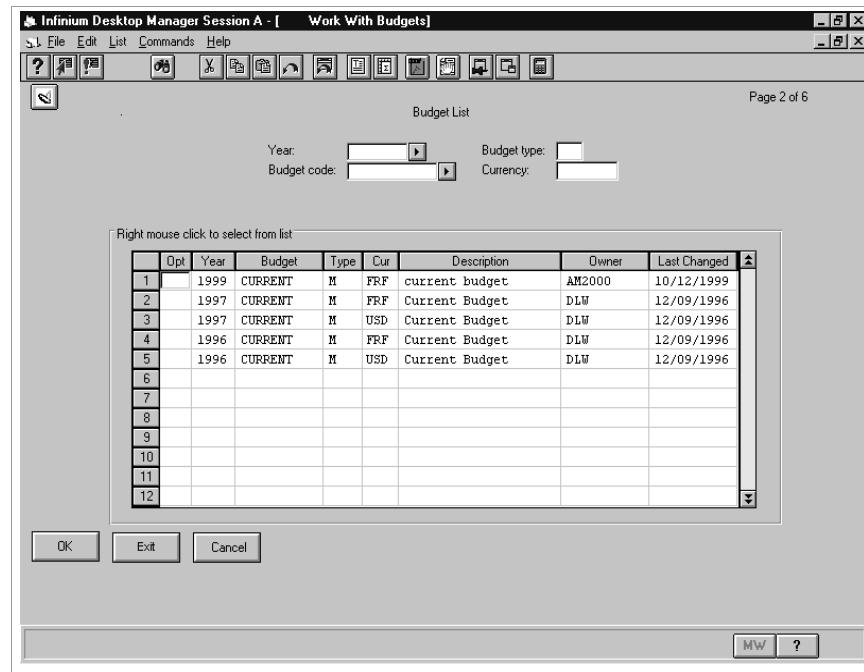 Infinium Desktop Manager Session A - [ Work With Budgets]
File Edit List Commands Help
Page 2 of 6
Budget List
Year: Budget type:
Budget code: Currency:
Right mouse click to select from list
Opt Year Budget Type Cur Description Owner Last Changed
1 1999 CURRENT M FRF current budget AM2000 10/12/1999
2 1997 CURRENT M FRF Current Budget DLW 12/09/1996
3 1997 CURRENT M USD Current Budget DLW 12/09/1996
4 1996 CURRENT M FRF Current Budget DLW 12/09/1996
5 1996 CURRENT M USD Current Budget DLW 12/09/1996
6
7
8
9
10
11
12
OK Exit Cancel
MW ?